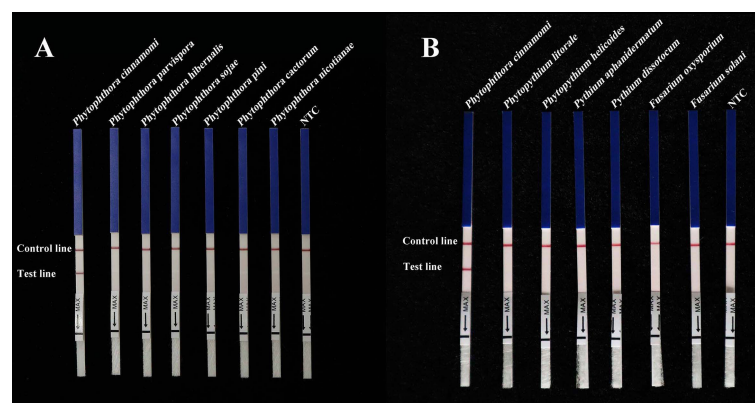 A
Phytophthora cinnamomi
Phytophthora parvispora
Phytophthora hibernalis
Phytophthora sojae
Phytophthora pini
Phytophthora cactorum
Phytophthora nicotianae
NTC
Control line
Test line
MAX
MAX
MAX
MAX
MAX
MAX
MAX
MAX
B
Phytophthora cinnamomi
Phytopythium litorale
Phytopythium helicoides
Pythium aphanidermatum
Pythium dissotocum
Fusarium oxysporium
Fusarium solani
NTC
Control line
Test line
MAX
MAX
MAX
MAX
MAX
MAX
MAX
MAX